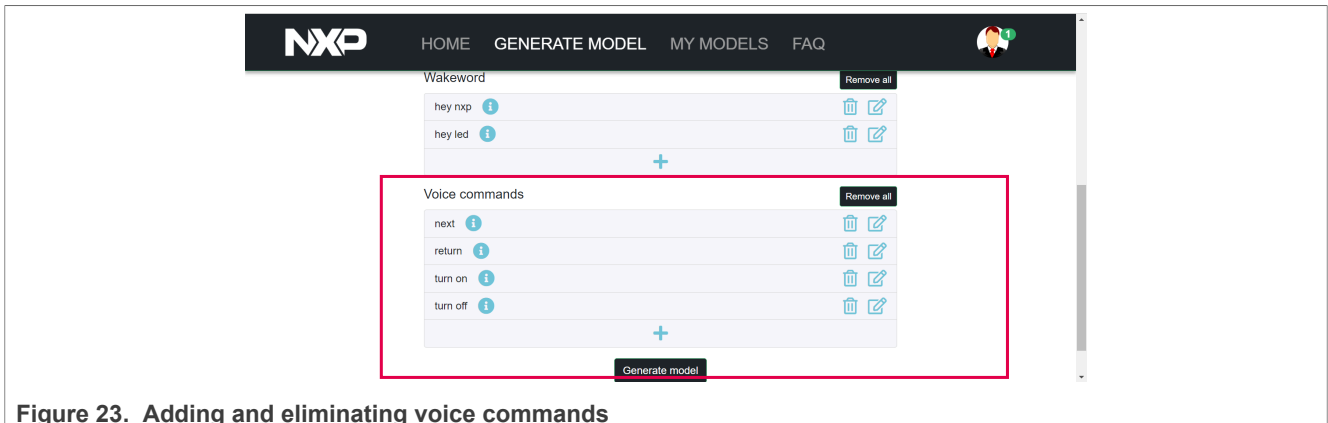 NXP HOME GENERATE MODEL MY MODELS FAQ 1
Wakeword Remove all
hey nxp i
hey led i
+
Voice commands Remove all
next i
return i
turn on i
turn off i
+
Generate model
Figure 23. Adding and eliminating voice commands